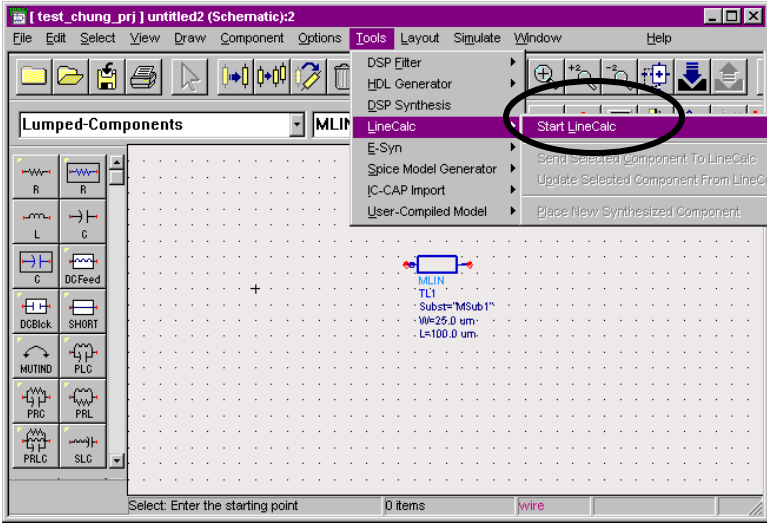 [ test_chung_prj ] untitled2 (Schematic):2
File Edit Select View Draw Component Options Tools Layout Simulate Window Help
DSP Filter
HDL Generator
DSP Synthesis
LineCalc
E-Syn
Spice Model Generator
IC-CAP Import
User-Compiled Model
Start LineCalc
Send Selected Component To LineCalc
Update Selected Component From LineC
Place New Synthesized Component
+2 -2
Lumped-Components MLIN
R R
L C
C DCFeed
DCBlck SHORT
MUTIND PLC
PRC PRL
PRLC SLC
MLIN
TL1
Subst="MSub1"
W=25.0 um
L=100.0 um
Select: Enter the starting point 0 items wire